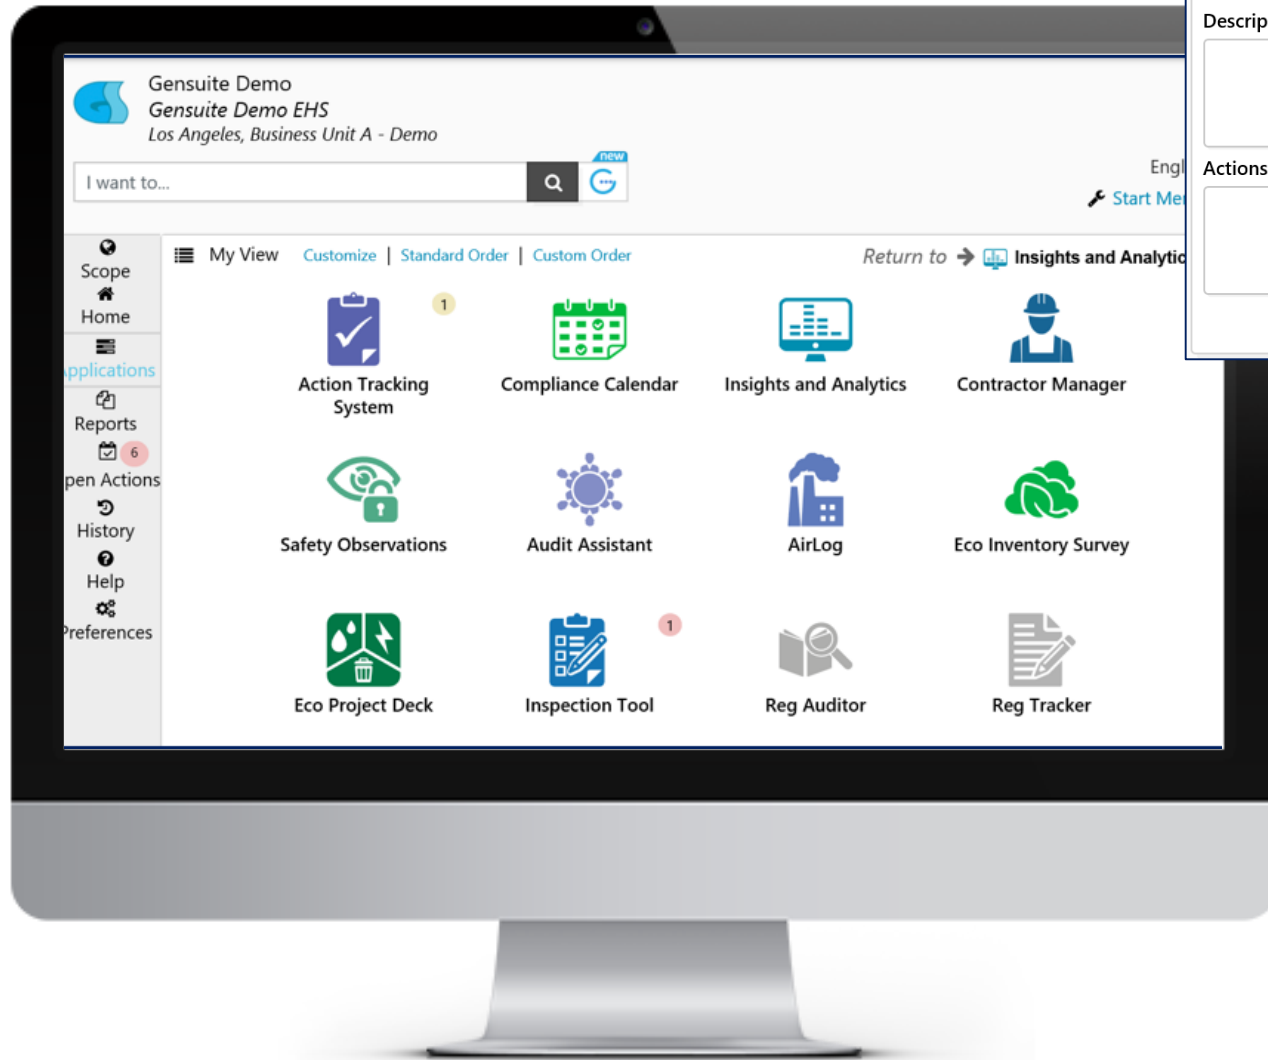 Gensuite Demo
Gensuite Demo EHS
Los Angeles, Business Unit A - Demo
I want to...
new
Engl
Start Me
Descrip
Actions
Scope
Home
pplications
Reports
6
pen Actions
History
Help
Preferences
My View Customize | Standard Order | Custom Order Return to Insights and Analytic
1
Action Tracking
System
Compliance Calendar
Insights and Analytics
Contractor Manager
Safety Observations
Audit Assistant
AirLog
Eco Inventory Survey
Eco Project Deck
1
Inspection Tool
Reg Auditor
Reg Tracker